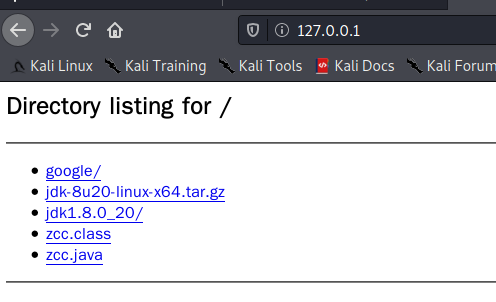 127.0.0.1
Kali Linux Kali Training Kali Tools Kali Docs Kali Forum
Directory listing for /
google/
jdk-8u20-linux-x64.tar.gz
jdk1.8.0_20/
zcc.class
zcc.java